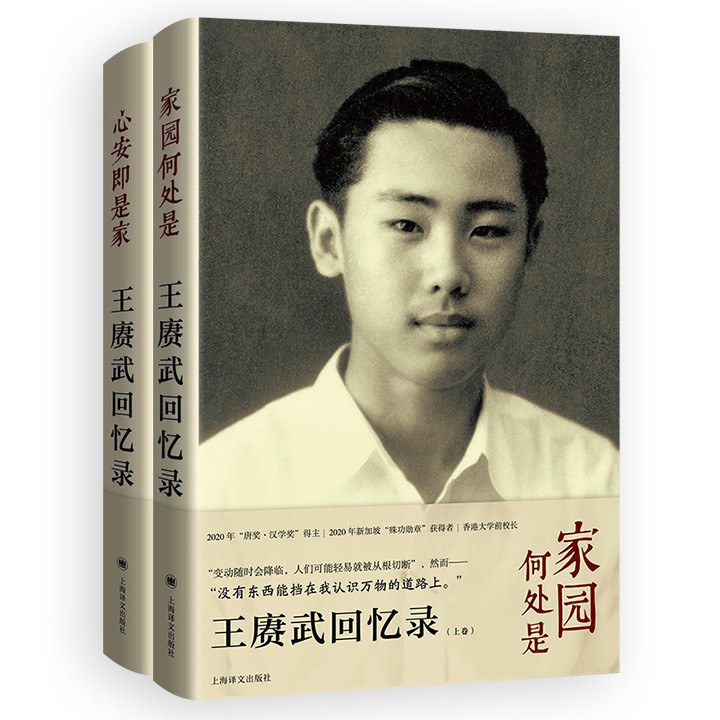 心安即是家
王赓武回忆录
上海译文出版社
家园何处是
王赓武回忆录
上海译文出版社
2020年“唐奖·汉学奖”得主|2020年新加坡“殊功勋章”获得者|香港大学前校长
“变动随时会降临，人们可能轻易就被从根切断”，然而——
“没有东西能挡在我认识万物的道路上。”
王赓武回忆录（上卷）
上海译文出版社
家园
何处是